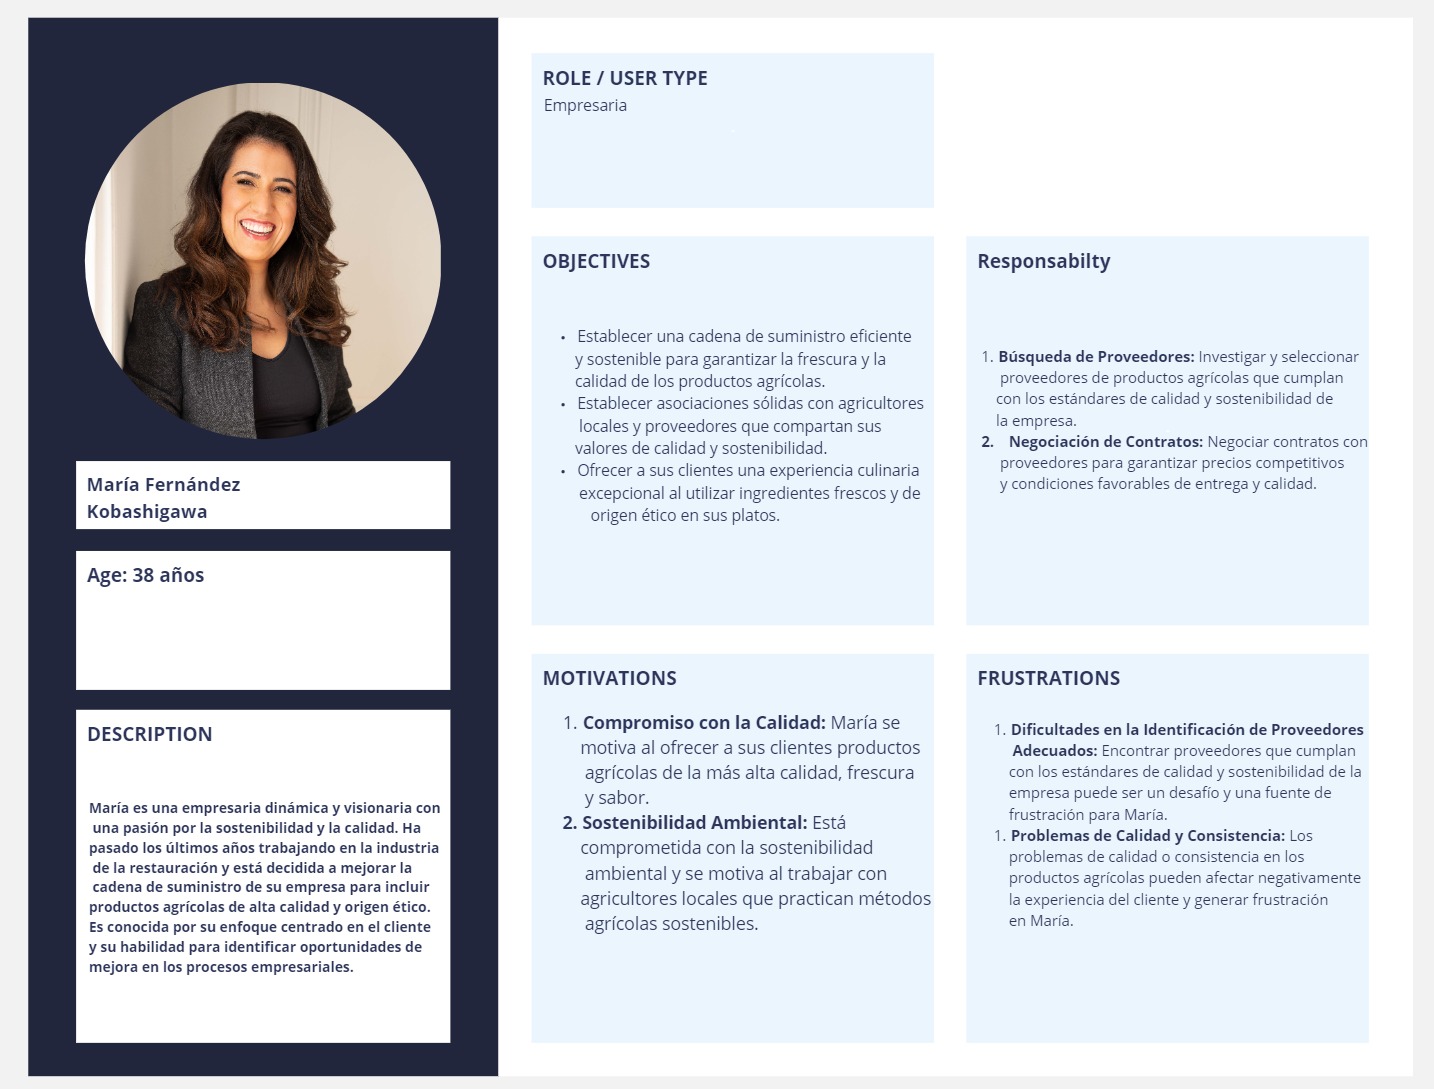 María Fernández
Kobashigawa
Age: 38 años
DESCRIPTION
María es una empresaria dinámica y visionaria con
una pasión por la sostenibilidad y la calidad. Ha
pasado los últimos años trabajando en la industria
de la restauración y está decidida a mejorar la
cadena de suministro de su empresa para incluir
productos agrícolas de alta calidad y origen ético.
Es conocida por su enfoque centrado en el cliente
y su habilidad para identificar oportunidades de
mejora en los procesos empresariales.
ROLE / USER TYPE
Empresaria
OBJECTIVES
• Establecer una cadena de suministro eficiente
y sostenible para garantizar la frescura y la
calidad de los productos agrícolas.
• Establecer asociaciones sólidas con agricultores
locales y proveedores que compartan sus
valores de calidad y sostenibilidad.
• Ofrecer a sus clientes una experiencia culinaria
excepcional al utilizar ingredientes frescos y de
origen ético en sus platos.
Responsabilty
1. Búsqueda de Proveedores: Investigar y seleccionar
proveedores de productos agrícolas que cumplan
con los estándares de calidad y sostenibilidad de
la empresa.
2. Negociación de Contratos: Negociar contratos con
proveedores para garantizar precios competitivos
y condiciones favorables de entrega y calidad.
MOTIVATIONS
1. Compromiso con la Calidad: María se
motiva al ofrecer a sus clientes productos
agrícolas de la más alta calidad, frescura
y sabor.
2. Sostenibilidad Ambiental: Está
comprometida con la sostenibilidad
ambiental y se motiva al trabajar con
agricultores locales que practican métodos
agrícolas sostenibles.
FRUSTRATIONS
1. Dificultades en la Identificación de Proveedores
Adecuados: Encontrar proveedores que cumplan
con los estándares de calidad y sostenibilidad de la
empresa puede ser un desafío y una fuente de
frustración para María.
1. Problemas de Calidad y Consistencia: Los
problemas de calidad o consistencia en los
productos agrícolas pueden afectar negativamente
la experiencia del cliente y generar frustración
en María.